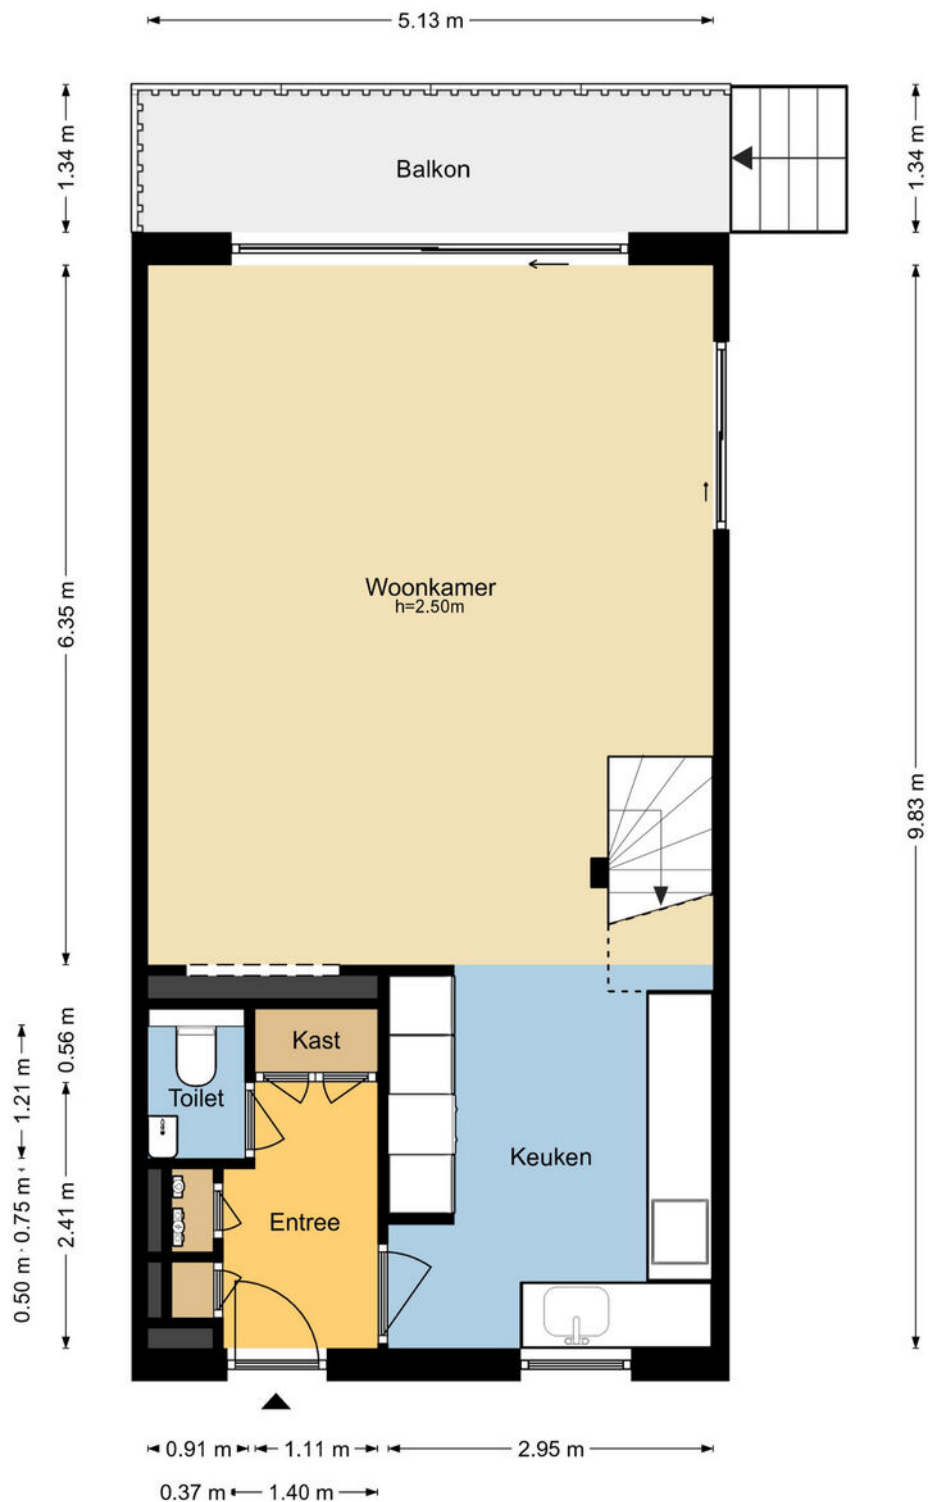 5.13 m
1.34 m
1.34 m
Balkon
Woonkamer
h=2.50m
6.35 m
9.83 m
0.56 m
1.21 m
Kast
Toilet
Keuken
Entree
2.41 m
0.75 m
0.50 m
0.91 m
1.11 m
2.95 m
0.37 m
1.40 m